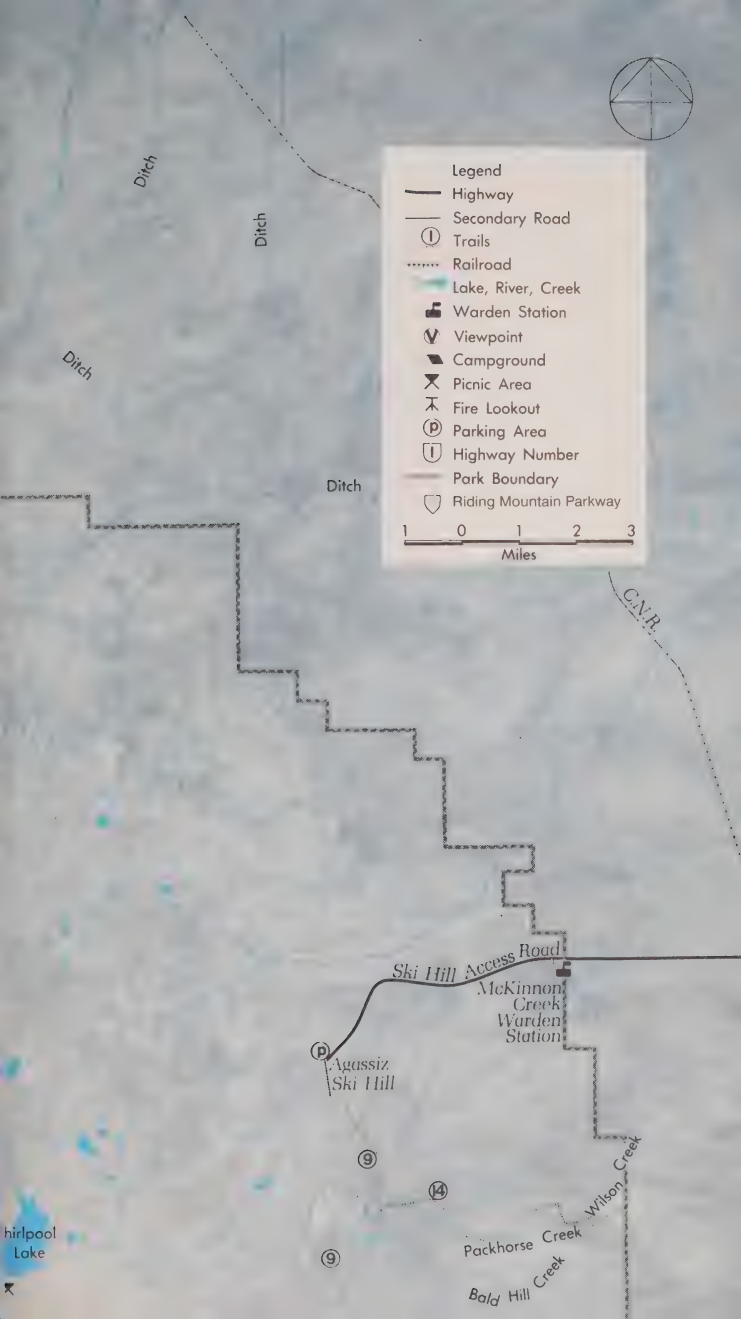 Ditch
Ditch
Ditch
Ditch
Legend
Highway
Secondary Road
1 Trails
Railroad
Lake, River, Creek
Warden Station
V Viewpoint
Campground
Picnic Area
Fire Lookout
P Parking Area
1 Highway Number
Park Boundary
Riding Mountain Parkway
1 0 1 2 3
Miles
C.N.R.
Ski Hill Access Road
McKinnon
Creek
Warden
Station
P
Agassiz
Ski Hill
9
14
Wilson Creek
Packhorse Creek
9
Bald Hill Creek
hirlpool
Lake